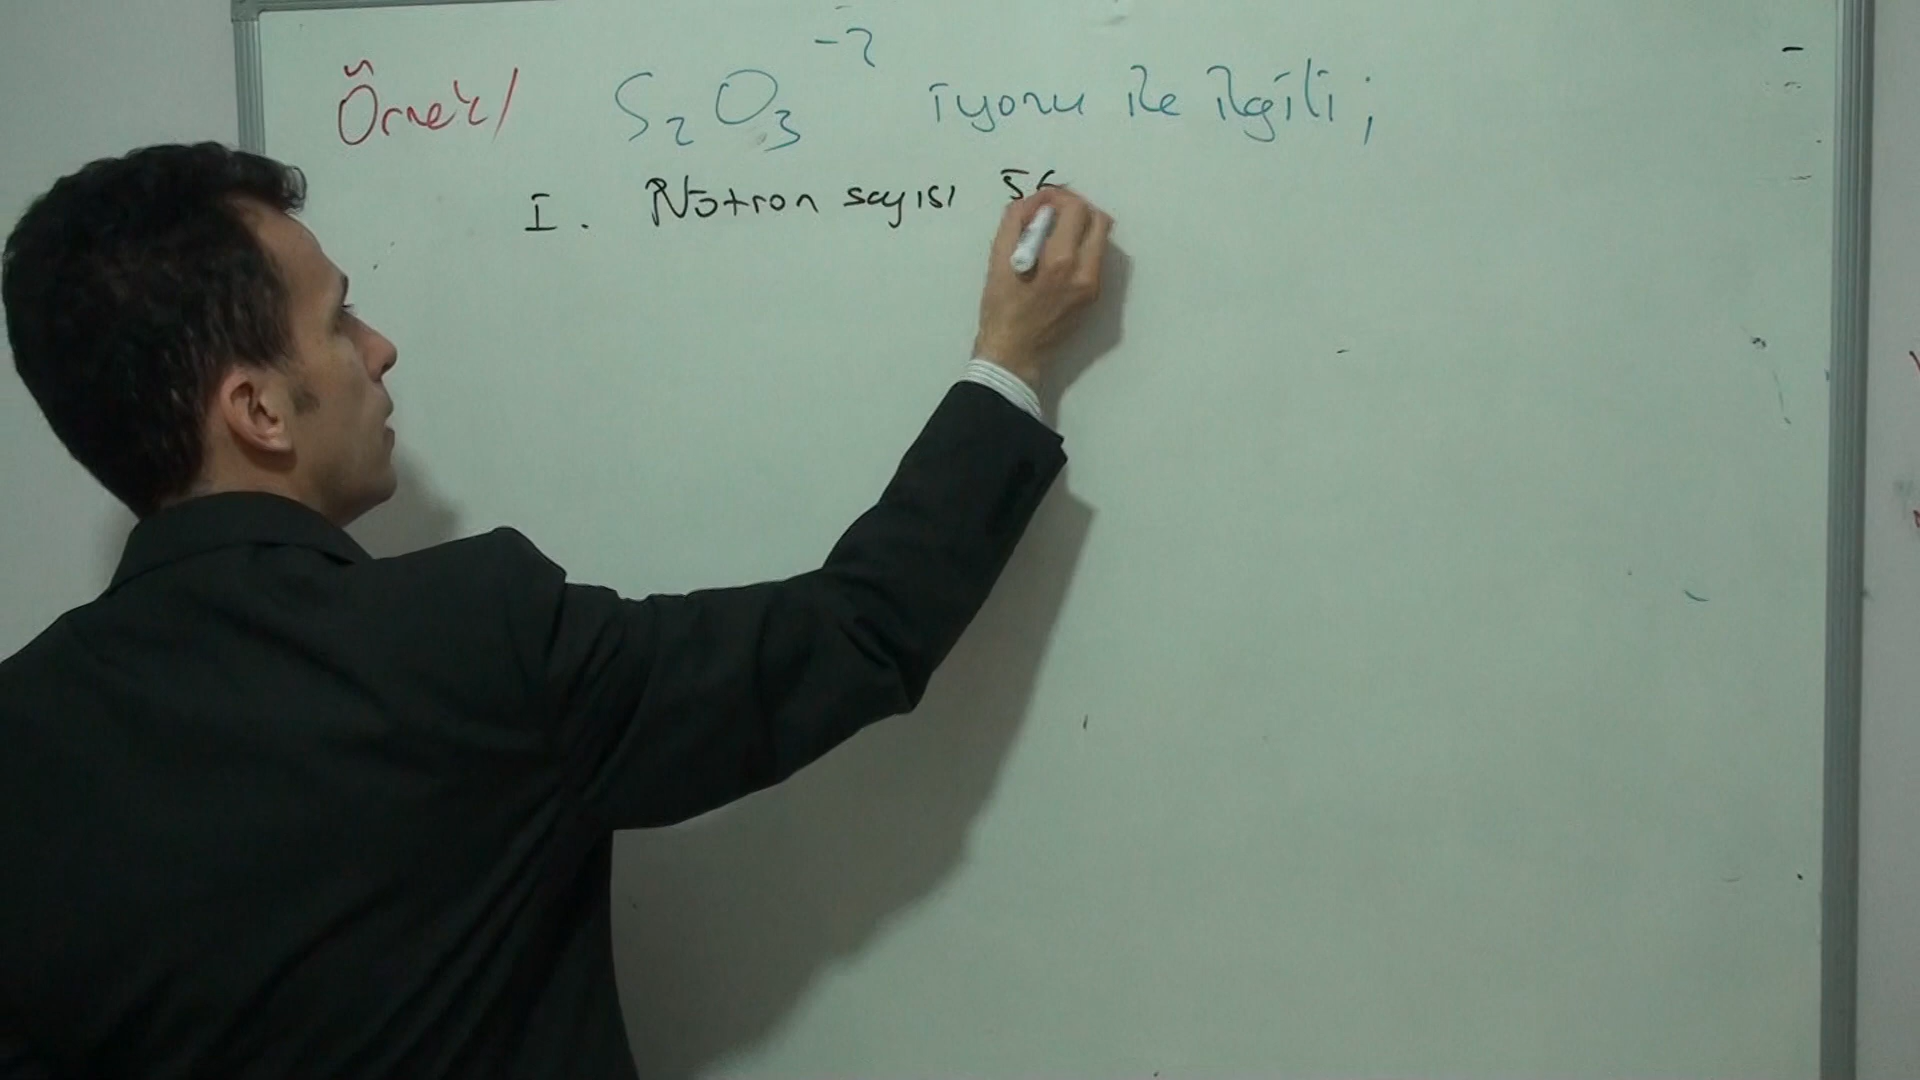 Örnek/ S₂O₃⁻² iyonu ile ilgili;
I. Nötron sayısı 56